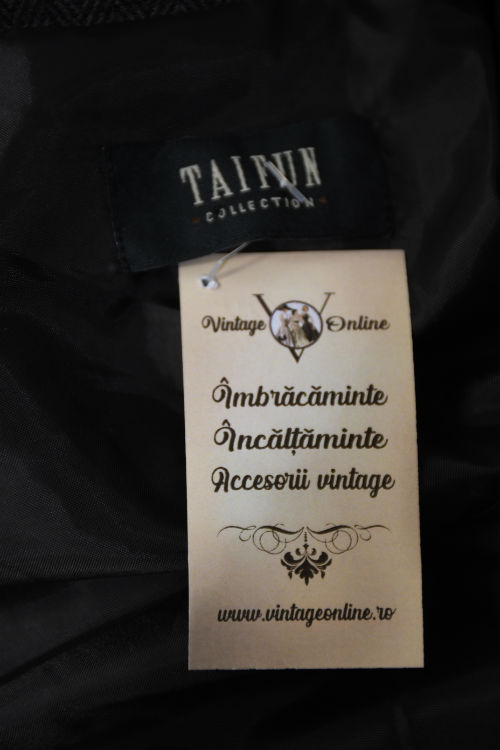 TAIFUN
COLLECTION
Vintage V Online
Îmbrăcăminte
Încălțăminte
Accesorii vintage
www.vintageonline.ro